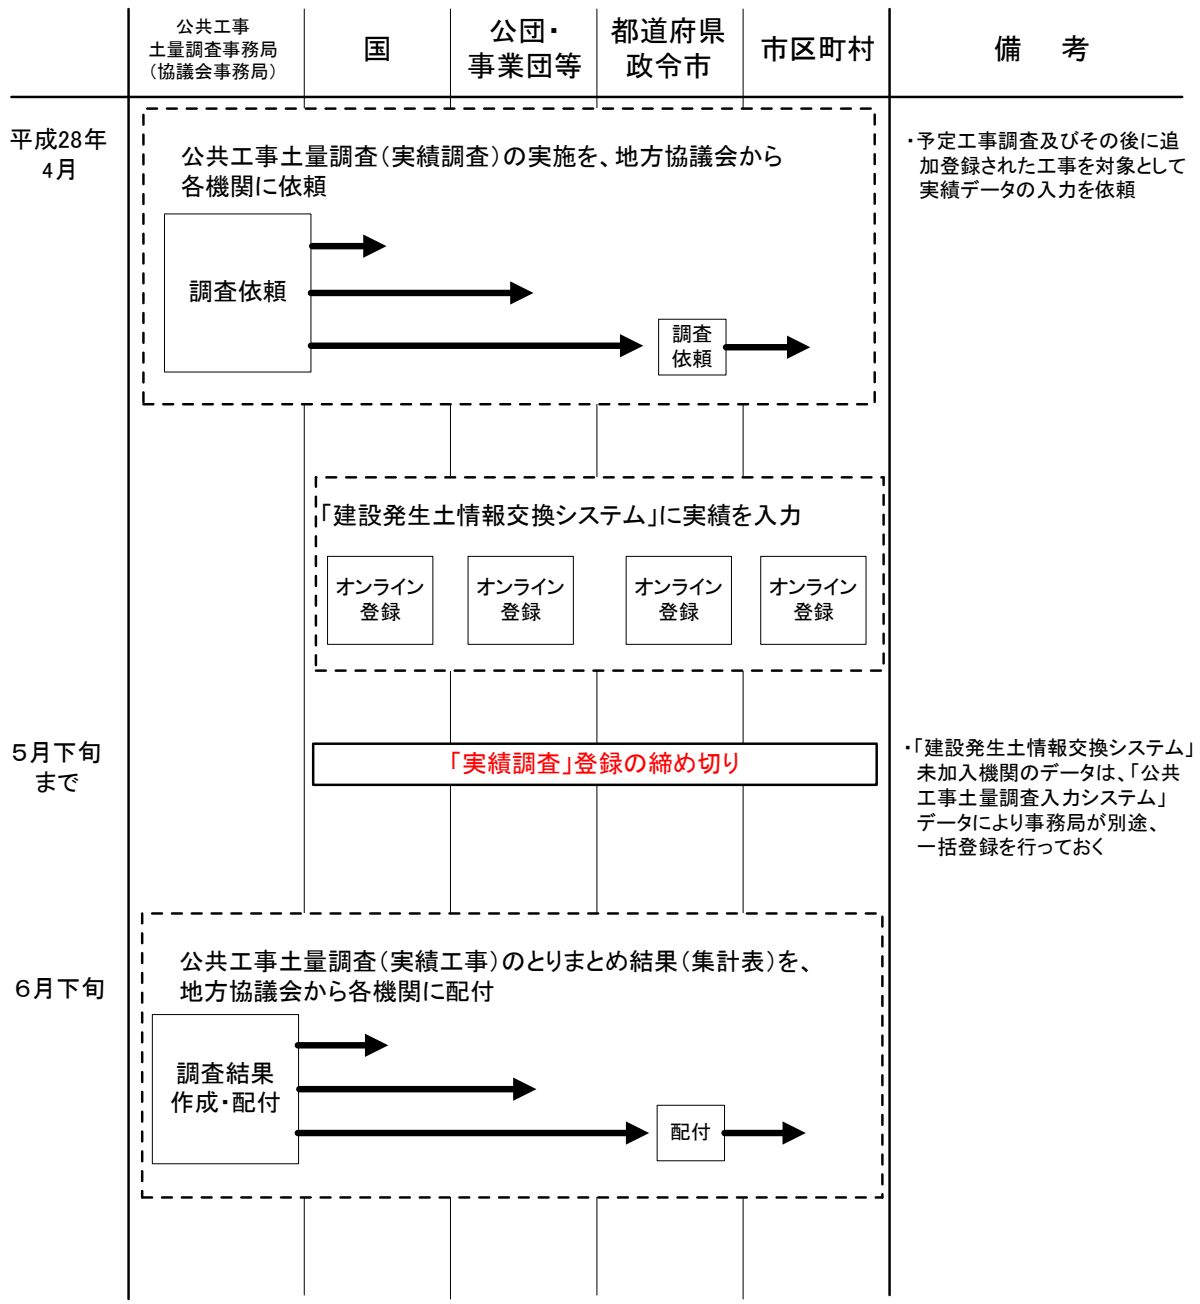 公共工事
土量調査事務局
（協議会事務局）
国
公団・
事業団等
都道府県
政令市
市区町村
備　考
平成28年
4月
公共工事土量調査（実績調査）の実施を、地方協議会から
各機関に依頼
調査依頼
調査
依頼
・予定工事調査及びその後に追
加登録された工事を対象として
実績データの入力を依頼
「建設発生土情報交換システム」に実績を入力
オンライン
登録
オンライン
登録
オンライン
登録
オンライン
登録
５月下旬
まで
「実績調査」登録の締め切り
・「建設発生土情報交換システム」
未加入機関のデータは、「公共
工事土量調査入力システム」
データにより事務局が別途、
一括登録を行っておく
６月下旬
公共工事土量調査（実績工事）のとりまとめ結果（集計表）を、
地方協議会から各機関に配付
調査結果
作成・配付
配付